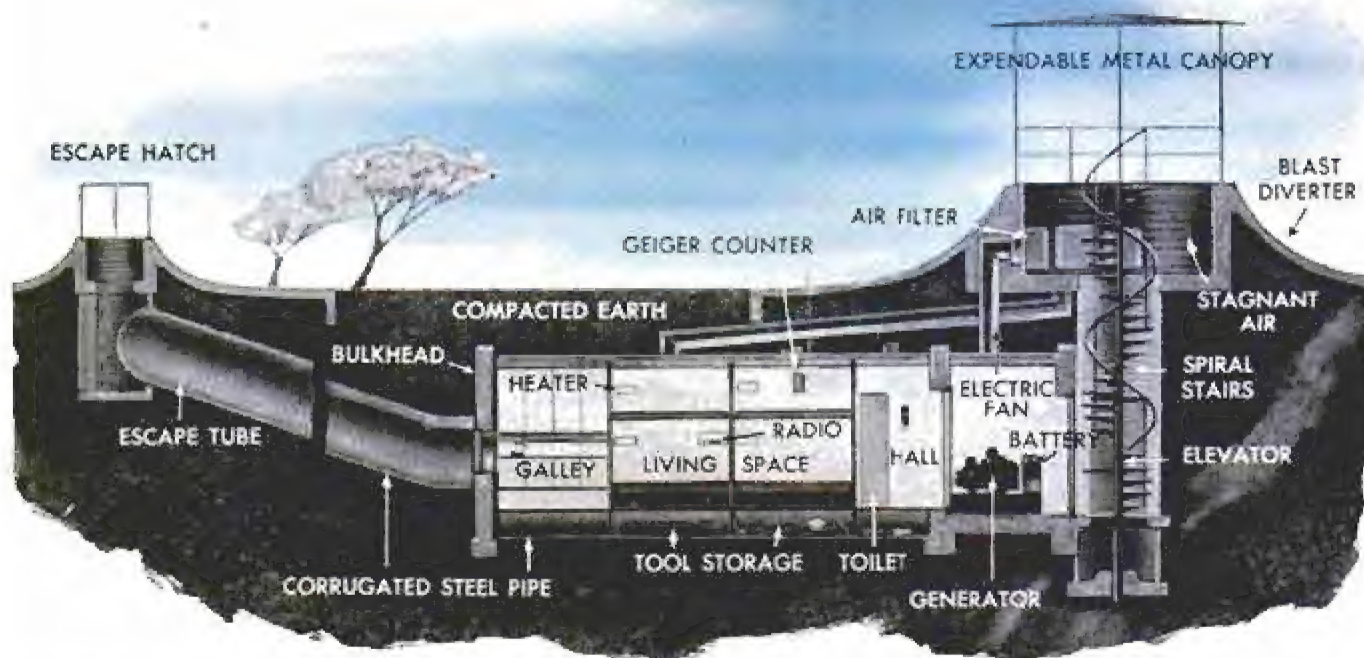 EXPENDABLE METAL CANOPY
ESCAPE HATCH
BLAST
DIVERTER
AIR FILTER
GEIGER COUNTER
COMPACTED EARTH
STAGNANT
AIR
BULKHEAD
HEATER
ELECTRIC
FAN
SPIRAL
STAIRS
ESCAPE TUBE
RADIO
BATTERY
GALLEY
LIVING SPACE
HALL
ELEVATOR
TOOL STORAGE
TOILET
CORRUGATED STEEL PIPE
GENERATOR